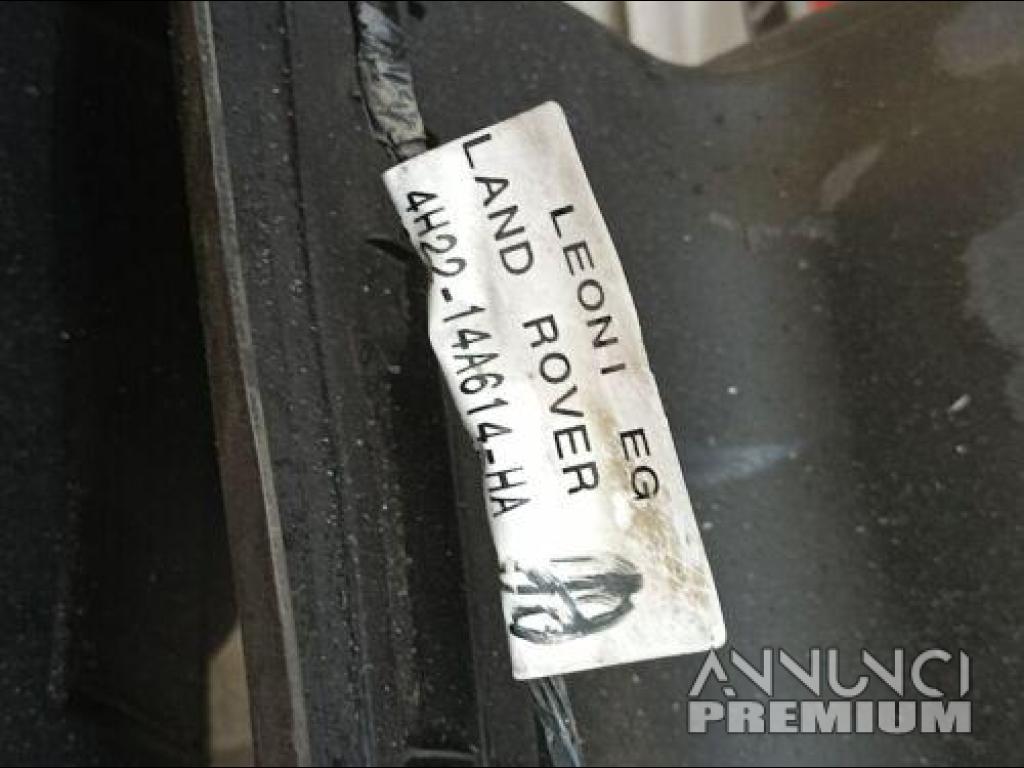 LEONI EG
LAND ROVER
4H22-14A614-HA
ANNUNCI
PREMIUM